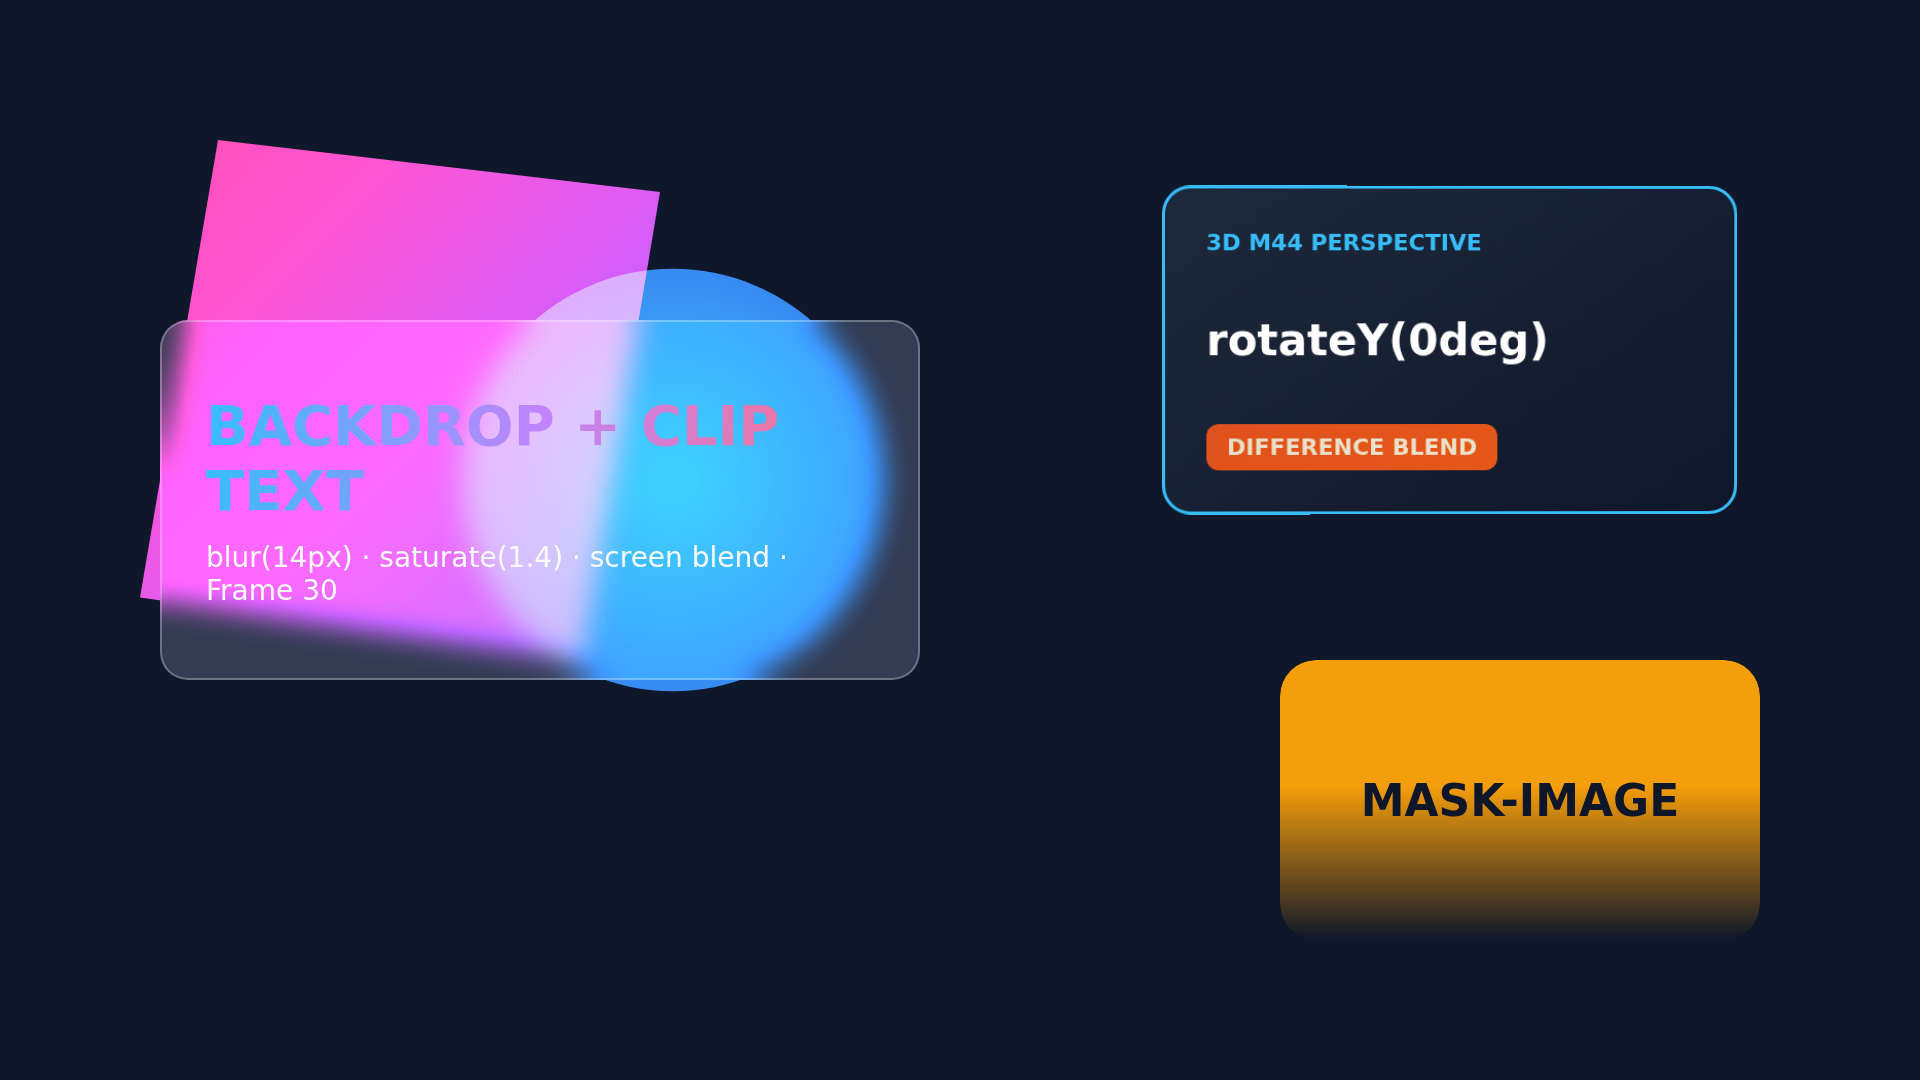 BACKDROP + CLIP
TEXT
blur(14px) · saturate(1.4) · screen blend ·
Frame 30
3D M44 PERSPECTIVE
rotateY(0deg)
DIFFERENCE BLEND
MASK-IMAGE